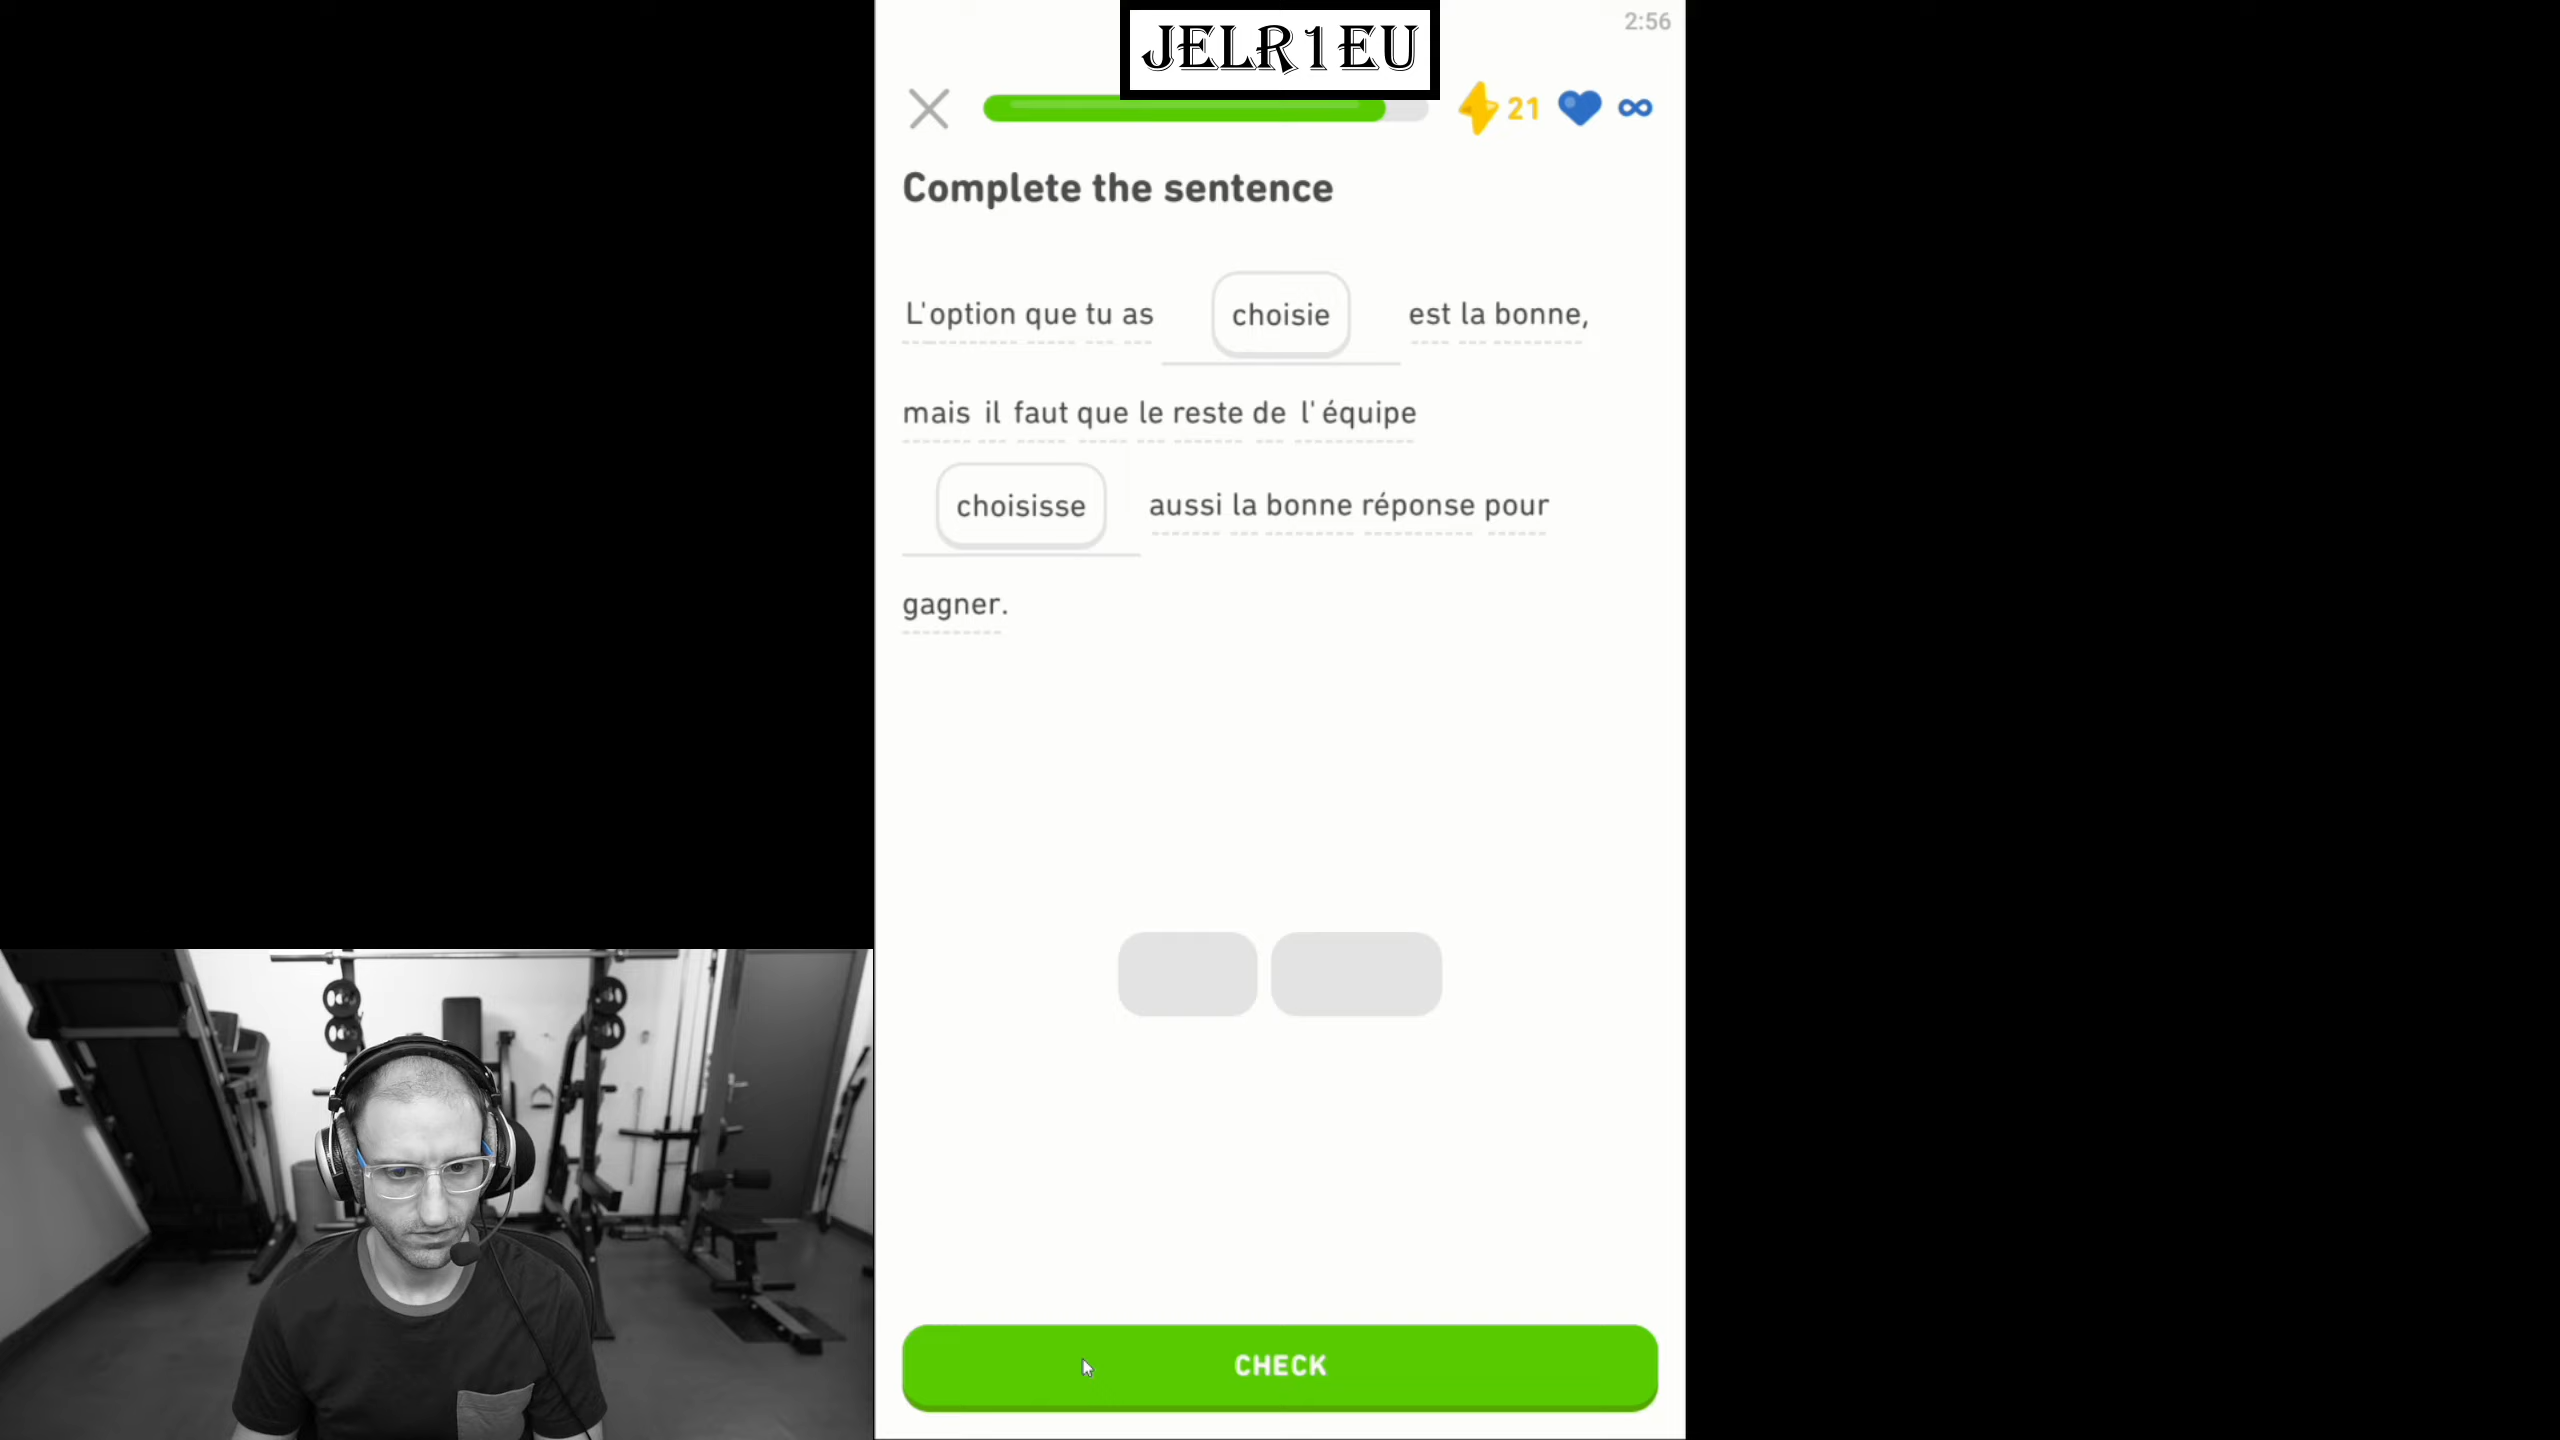 JELR1EU
2:56
21
Complete the sentence
L'option que tu as choisie est la bonne,
mais il faut que le reste de l'équipe
choisisse aussi la bonne réponse pour
gagner.
CHECK